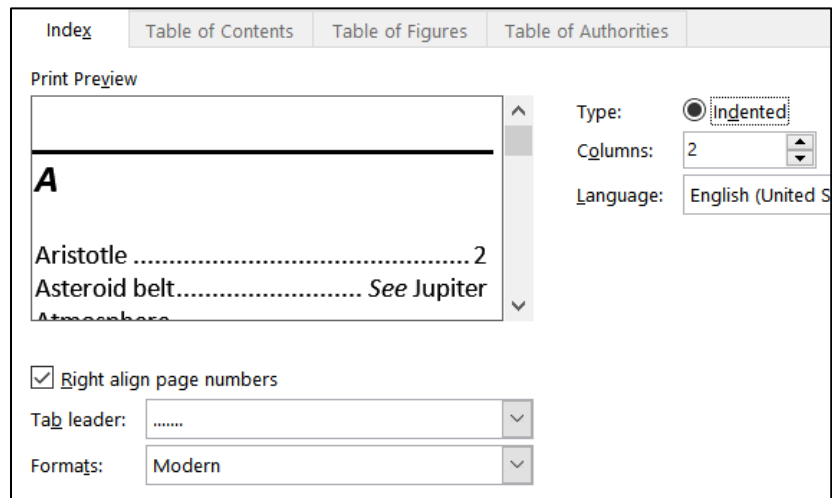 Index Table of Contents Table of Figures Table of Authorities
Print Preview
A
Aristotle ............................................. 2
Asteroid belt........................ See Jupiter
Atmosphere
Type: Indented
Columns: 2
Language: English (United S
Right align page numbers
Tab leader: .......
Formats: Modern